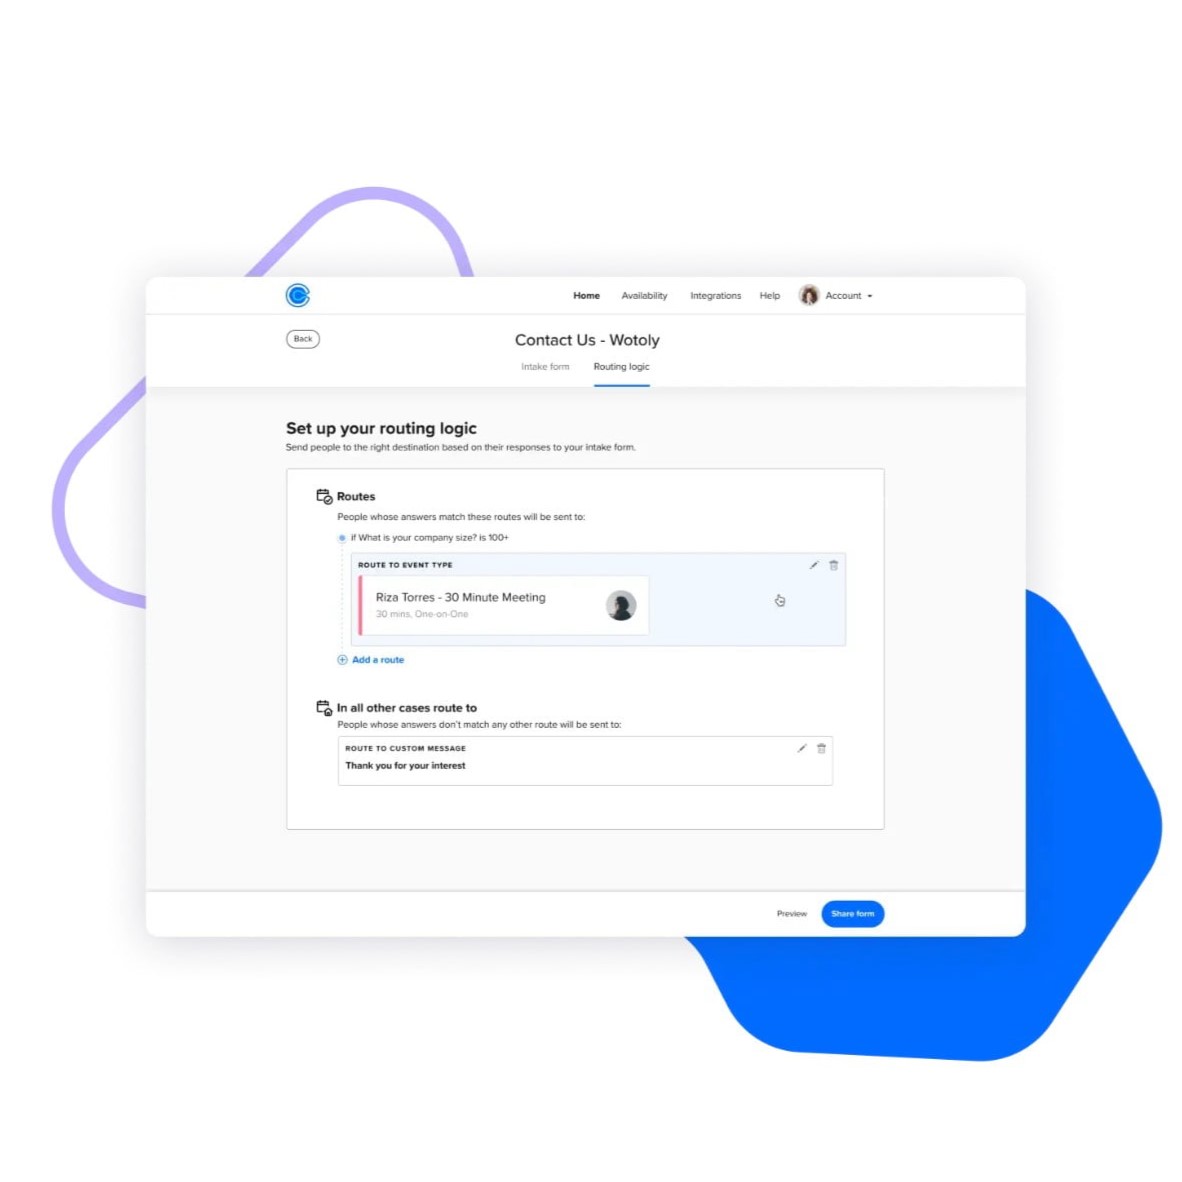 Home
Availability
Integrations
Help
Account
Back
Contact Us - Wotoly
Intake form
Routing logic
Set up your routing logic
Send people to the right destination based on their responses to your intake form.
Routes
People whose answers match these routes will be sent to:
if What is your company size? is 100+
ROUTE TO EVENT TYPE
Riza Torres - 30 Minute Meeting
30 mins, One-on-One
Add a route
In all other cases route to
People whose answers don't match any other route will be sent to:
ROUTE TO CUSTOM MESSAGE
Thank you for your interest
Preview
Share form